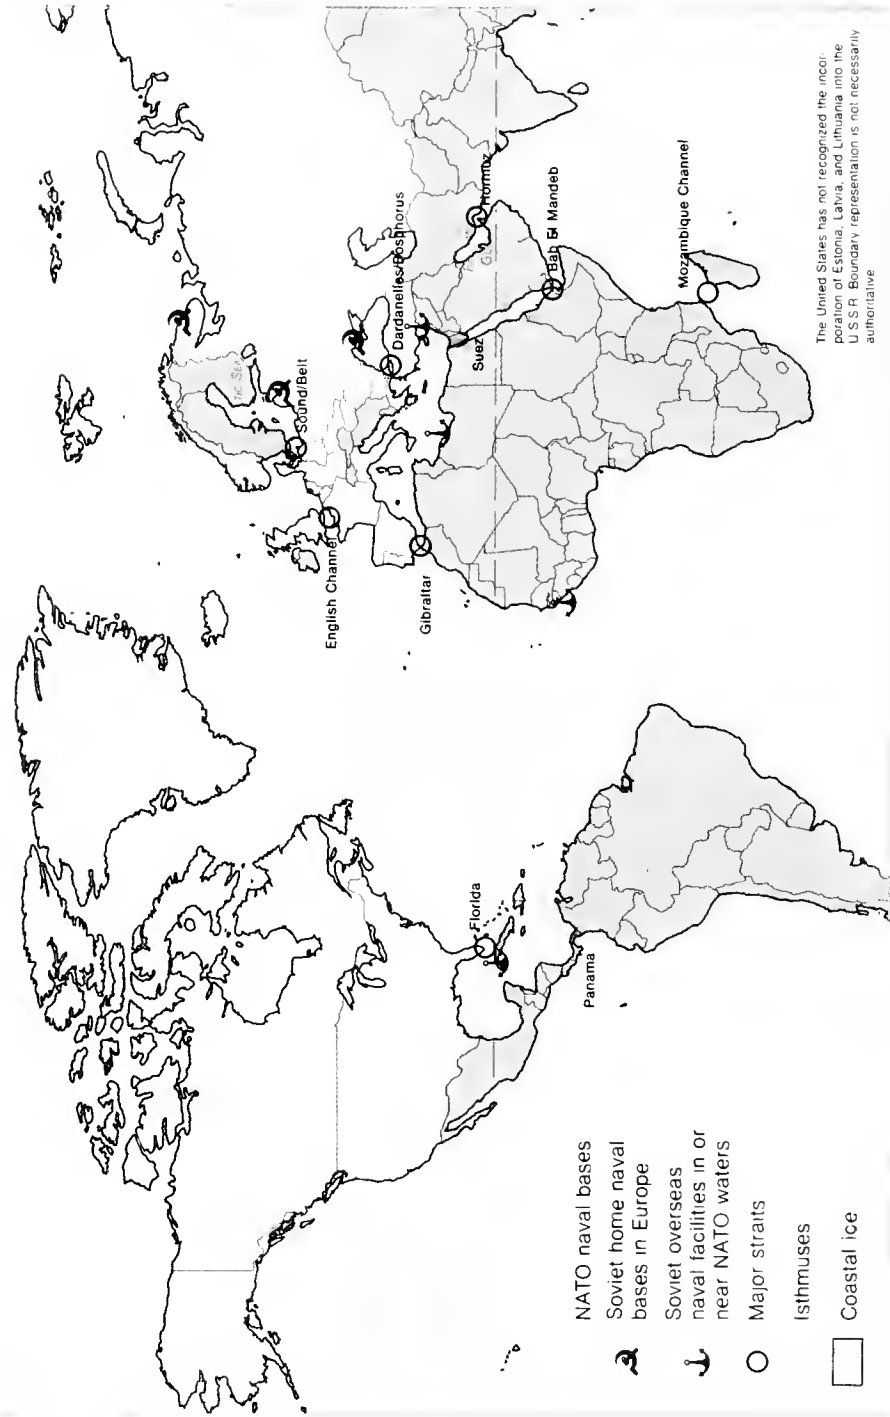 English Channel
Sound/Belt
Gibraltar
Dardanelles/Bosphorus
Suez
Hormuz
Bab El Mandeb
Mozambique Channel
Florida
Panama
NATO naval bases
Soviet home naval
bases in Europe
Soviet overseas
naval facilities in or
near NATO waters
Major straits
Isthmuses
Coastal ice
The United States has not recognized the incor-
poration of Estonia, Latvia, and Lithuania into the
U S S R Boundary representation is not necessarily
authoritative